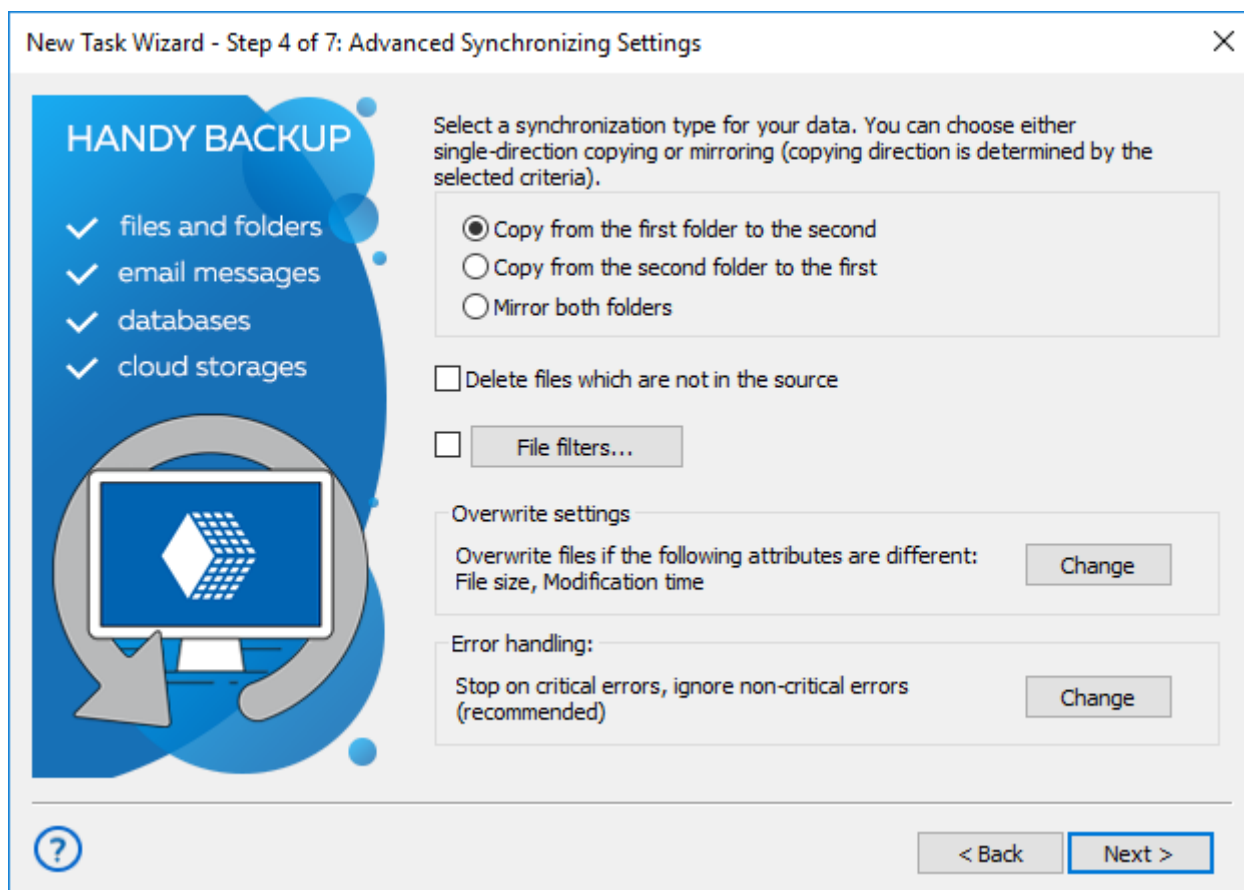 New Task Wizard - Step 4 of 7: Advanced Synchronizing Settings
HANDY BACKUP
files and folders
email messages
databases
cloud storages
Select a synchronization type for your data. You can choose either
single-direction copying or mirroring (copying direction is determined by the
selected criteria).
Copy from the first folder to the second
Copy from the second folder to the first
Mirror both folders
Delete files which are not in the source
File filters...
Overwrite settings
Overwrite files if the following attributes are different:
File size, Modification time
Change
Error handling:
Stop on critical errors, ignore non-critical errors
(recommended)
Change
?
< Back
Next >